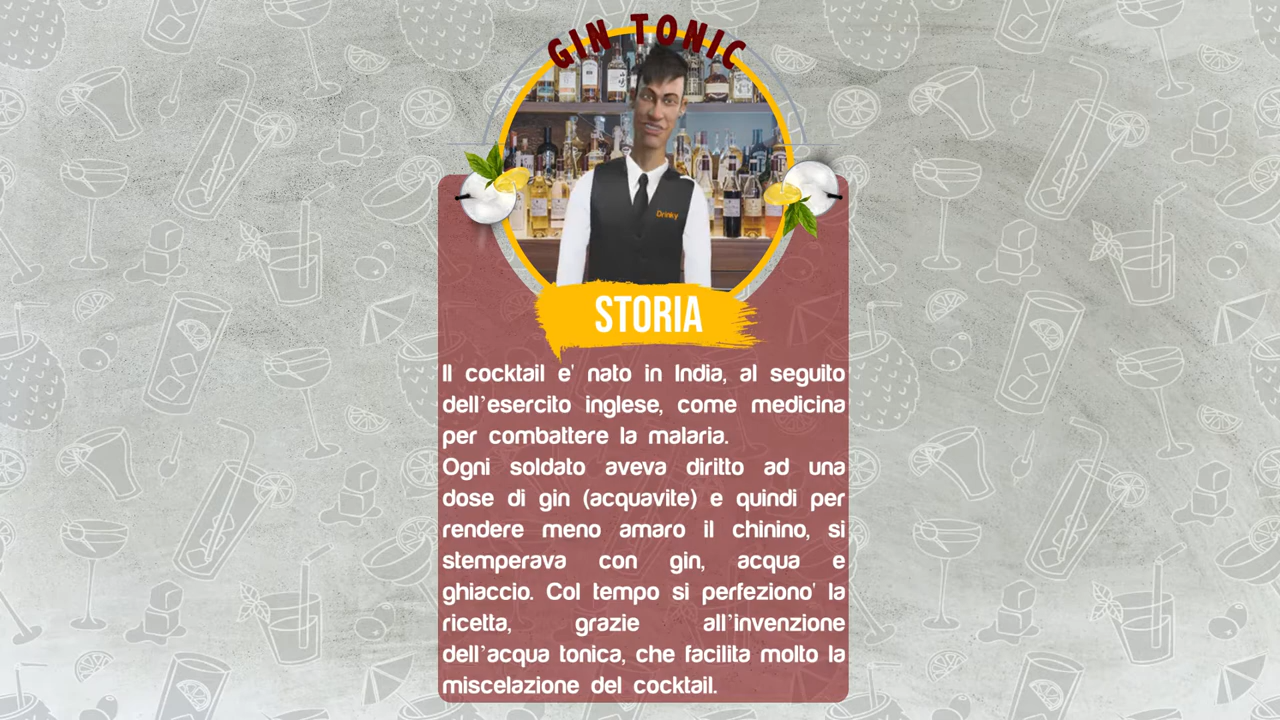 GIN TONIC
Drinky
STORIA
Il cocktail e' nato in India, al seguito
dell'esercito inglese, come medicina
per combattere la malaria.
Ogni soldato aveva diritto ad una
dose di gin (acquavite) e quindi per
rendere meno amaro il chinino, si
stemperava con gin, acqua e
ghiaccio. Col tempo si perfeziono' la
ricetta, grazie all'invenzione
dell'acqua tonica, che facilita molto la
miscelazione del cocktail.